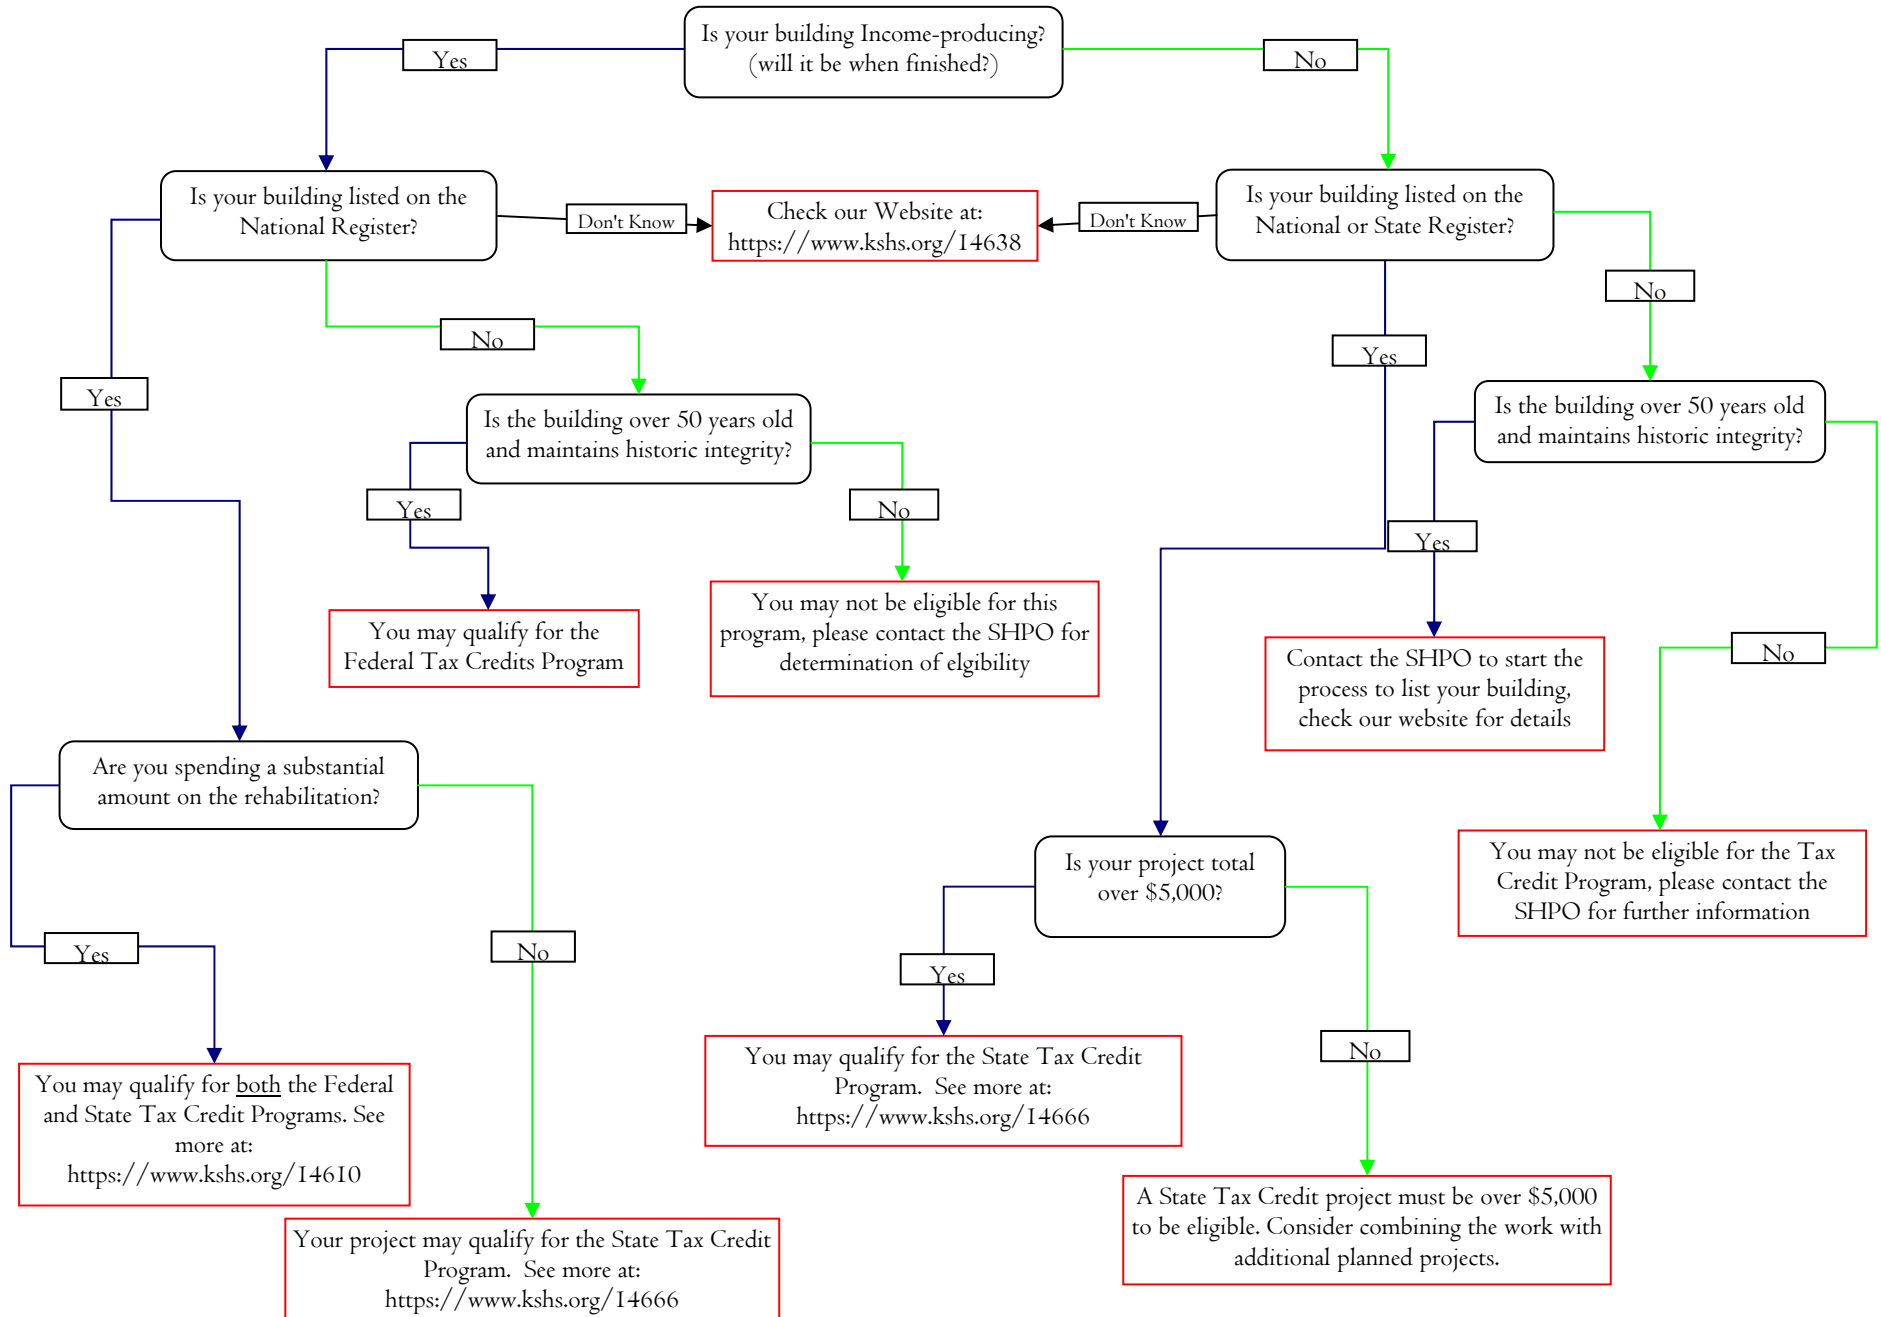 Is your building Income-producing?
(will it be when finished?)
Yes
No
Is your building listed on the
National Register?
Don't Know
Check our Website at:
https://www.kshs.org/14638
Don't Know
Is your building listed on the
National or State Register?
No
No
Yes
Yes
Is the building over 50 years old
and maintains historic integrity?
Is the building over 50 years old
and maintains historic integrity?
Yes
No
Yes
You may qualify for the
Federal Tax Credits Program
You may not be eligible for this
program, please contact the SHPO for
determination of elgibility
Contact the SHPO to start the
process to list your building,
check our website for details
No
Are you spending a substantial
amount on the rehabilitation?
Is your project total
over $5,000?
You may not be eligible for the Tax
Credit Program, please contact the
SHPO for further information
Yes
No
Yes
No
You may qualify for both the Federal
and State Tax Credit Programs. See
more at:
https://www.kshs.org/14610
You may qualify for the State Tax Credit
Program.  See more at:
https://www.kshs.org/14666
A State Tax Credit project must be over $5,000
to be eligible. Consider combining the work with
additional planned projects.
Your project may qualify for the State Tax Credit
Program.  See more at:
https://www.kshs.org/14666